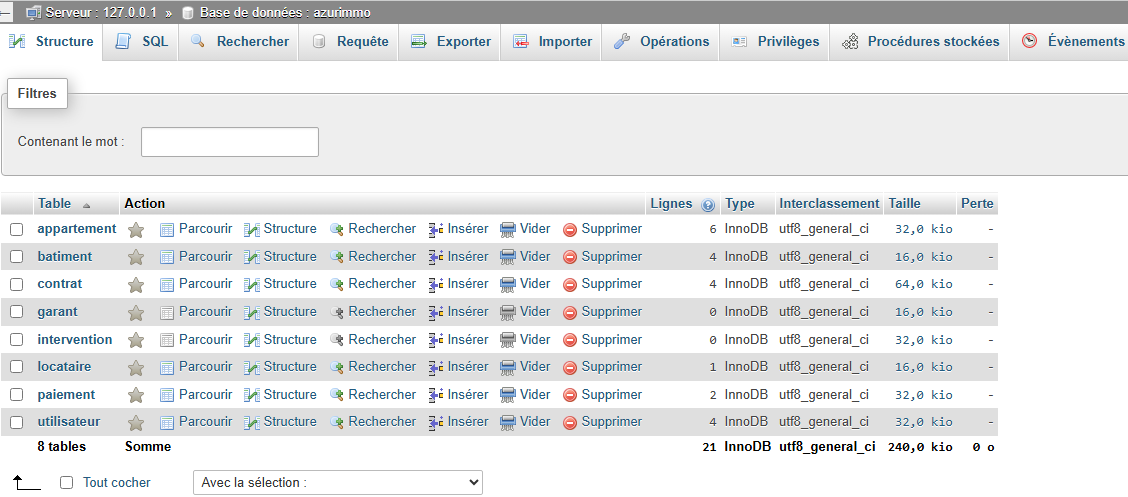 Serveur : 127.0.0.1 » Base de données : azurimmo
Structure SQL Rechercher Requête Exporter Importer Opérations Privilèges Procédures stockées Évènements
Filtres
Contenant le mot :
Table Action Lignes Type Interclassement Taille Perte
appartement Parcourir Structure Rechercher Insérer Vider Supprimer 6 InnoDB utf8_general_ci 32,0 kio -
batiment Parcourir Structure Rechercher Insérer Vider Supprimer 4 InnoDB utf8_general_ci 16,0 kio -
contrat Parcourir Structure Rechercher Insérer Vider Supprimer 4 InnoDB utf8_general_ci 64,0 kio -
garant Parcourir Structure Rechercher Insérer Vider Supprimer 0 InnoDB utf8_general_ci 16,0 kio -
intervention Parcourir Structure Rechercher Insérer Vider Supprimer 0 InnoDB utf8_general_ci 32,0 kio -
locataire Parcourir Structure Rechercher Insérer Vider Supprimer 1 InnoDB utf8_general_ci 16,0 kio -
paiement Parcourir Structure Rechercher Insérer Vider Supprimer 2 InnoDB utf8_general_ci 32,0 kio -
utilisateur Parcourir Structure Rechercher Insérer Vider Supprimer 4 InnoDB utf8_general_ci 32,0 kio -
8 tables Somme 21 InnoDB utf8_general_ci 240,0 kio 0 o
Tout cocher Avec la sélection :